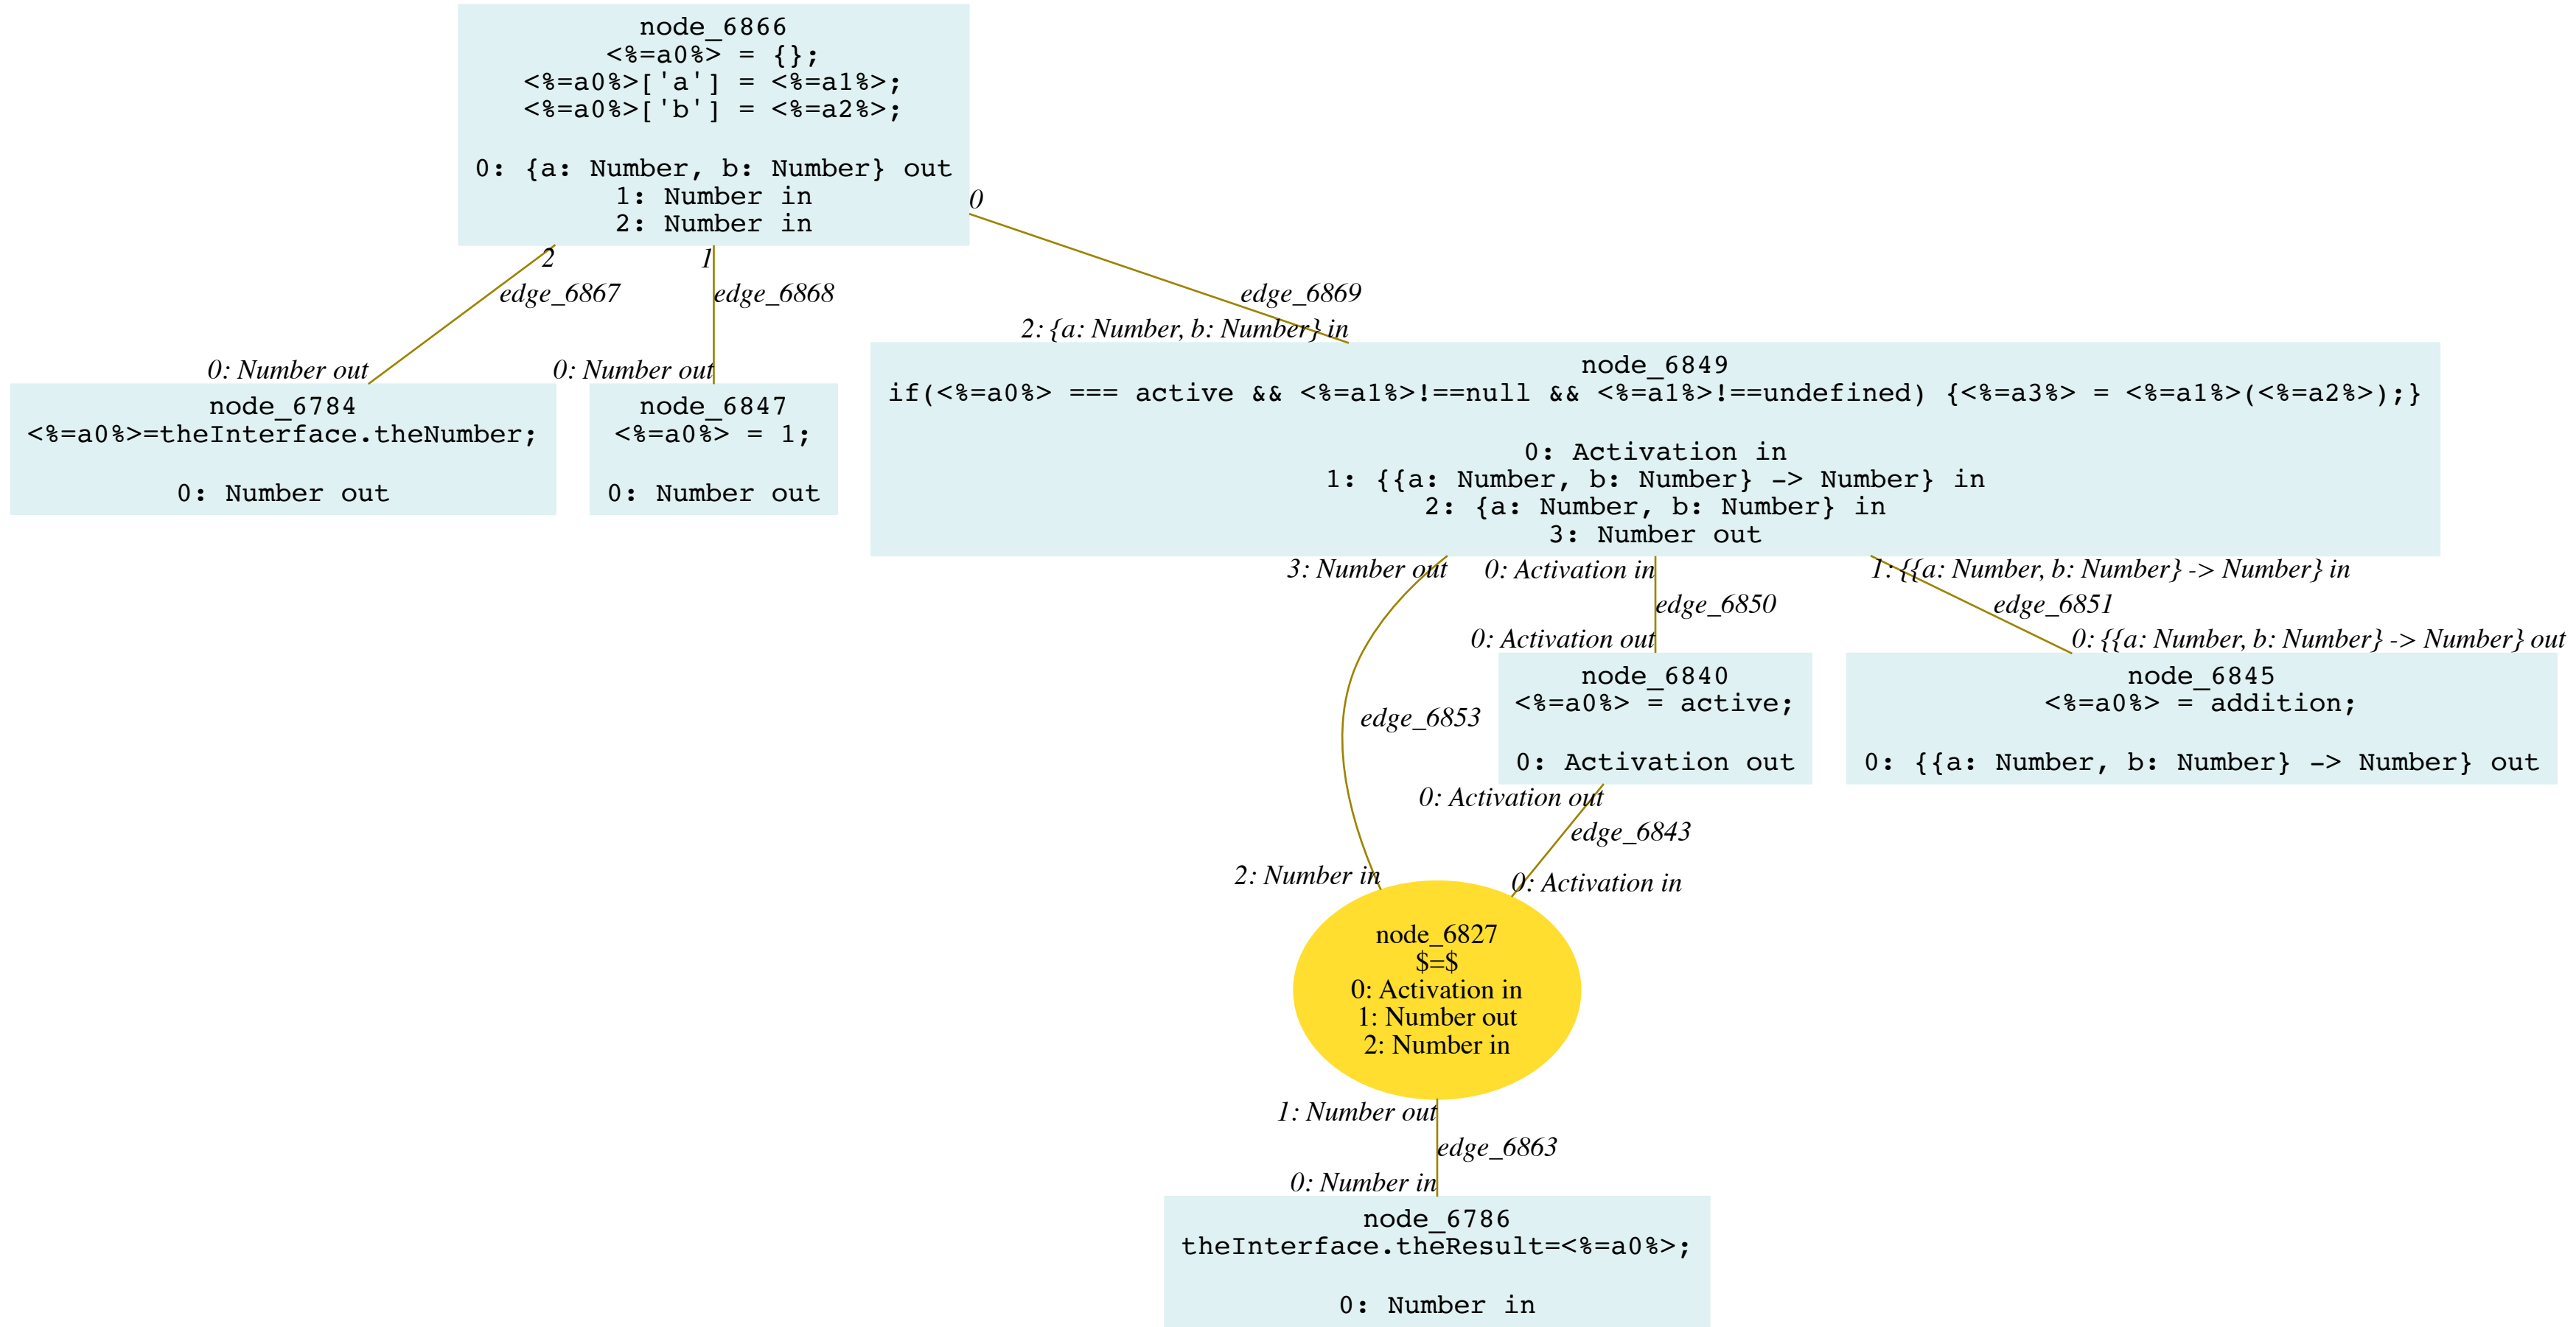 node_6866
<%=a0%> = {};
<%=a0%>['a'] = <%=a1%>;
<%=a0%>['b'] = <%=a2%>;
0: {a: Number, b: Number} out
1: Number in
2: Number in
0
2
1
edge_6867
edge_6868
edge_6869
2: {a: Number, b: Number} in
0: Number out
0: Number out
node_6784
<%=a0%>=theInterface.theNumber;
0: Number out
node_6847
<%=a0%> = 1;
0: Number out
node_6849
if(<%=a0%> === active && <%=a1%>!==null && <%=a1%>!==undefined) {<%=a3%> = <%=a1%>(<%=a2%>);}
0: Activation in
1: {{a: Number, b: Number} -> Number} in
2: {a: Number, b: Number} in
3: Number out
3: Number out
0: Activation in
1: {{a: Number, b: Number} -> Number} in
edge_6850
edge_6851
0: Activation out
0: {{a: Number, b: Number} -> Number} out
node_6840
<%=a0%> = active;
0: Activation out
node_6845
<%=a0%> = addition;
0: {{a: Number, b: Number} -> Number} out
edge_6853
0: Activation out
edge_6843
2: Number in
0: Activation in
node_6827
$=$
0: Activation in
1: Number out
2: Number in
1: Number out
edge_6863
0: Number in
node_6786
theInterface.theResult=<%=a0%>;
0: Number in